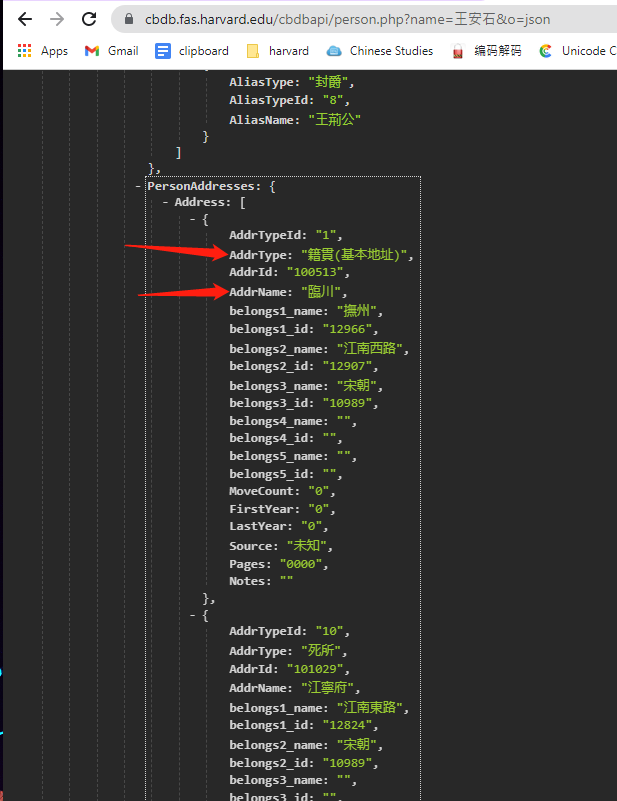 cbdb.fas.harvard.edu/cbdbapi/person.php?name=王安石&o=json
Apps Gmail clipboard harvard Chinese Studies 编码解码 Unicode C
AliasType: "封爵",
AliasTypeId: "8",
AliasName: "王荊公"
}
]
},
- PersonAddresses: {
- Address: [
- {
AddrTypeId: "1",
AddrType: "籍貫(基本地址)",
AddrId: "100513",
AddrName: "臨川",
belongs1_name: "撫州",
belongs1_id: "12966",
belongs2_name: "江南西路",
belongs2_id: "12907",
belongs3_name: "宋朝",
belongs3_id: "10989",
belongs4_name: "",
belongs4_id: "",
belongs5_name: "",
belongs5_id: "",
MoveCount: "0",
FirstYear: "0",
LastYear: "0",
Source: "未知",
Pages: "0000",
Notes: ""
},
- {
AddrTypeId: "10",
AddrType: "死所",
AddrId: "101029",
AddrName: "江寧府",
belongs1_name: "江南東路",
belongs1_id: "12824",
belongs2_name: "宋朝",
belongs2_id: "10989",
belongs3_name: "",
belongs3_id: "",